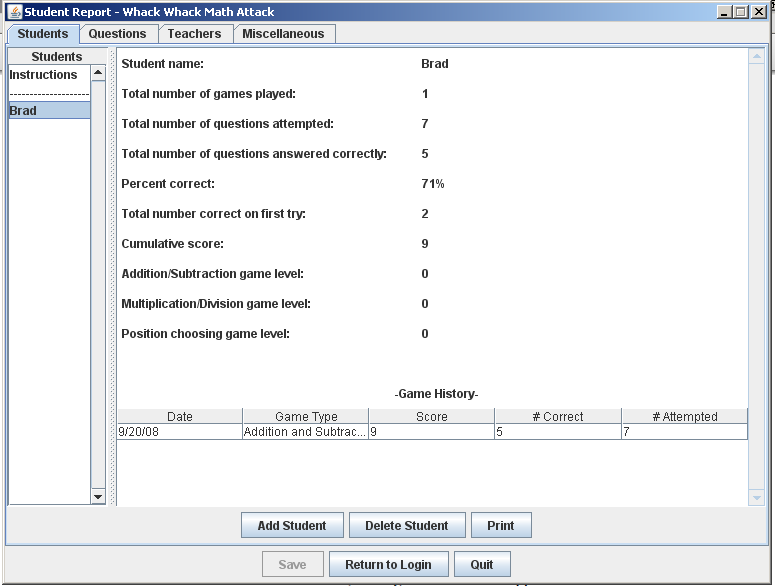 Student Report - Whack Whack Math Attack
Students Questions Teachers Miscellaneous
Students
Instructions
--------------------
Brad
Student name: Brad
Total number of games played: 1
Total number of questions attempted: 7
Total number of questions answered correctly: 5
Percent correct: 71%
Total number correct on first try: 2
Cumulative score: 9
Addition/Subtraction game level: 0
Multiplication/Division game level: 0
Position choosing game level: 0
-Game History-
Date Game Type Score # Correct # Attempted
9/20/08 Addition and Subtrac... 9 5 7
Add Student Delete Student Print
Save Return to Login Quit